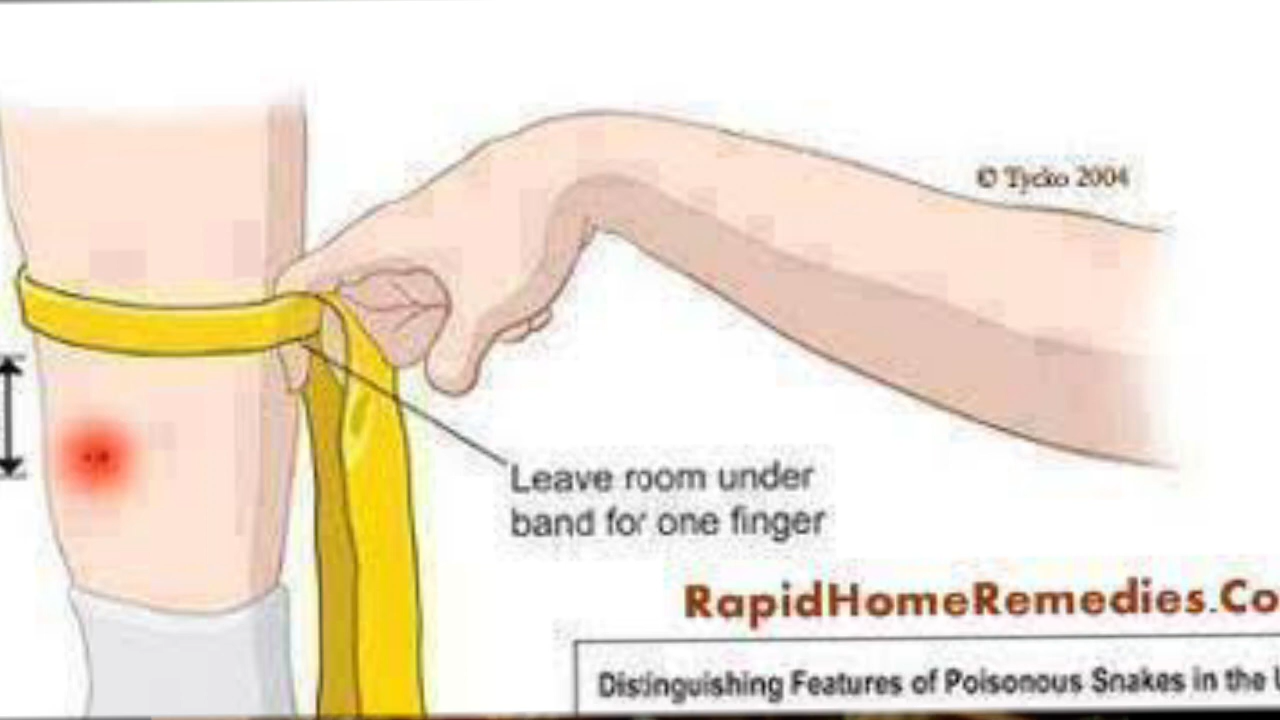 © Tycko 2004
Leave room under
band for one finger
RapidHomeRemedies.Co
Distinguishing Features of Poisonous Snakes in the U